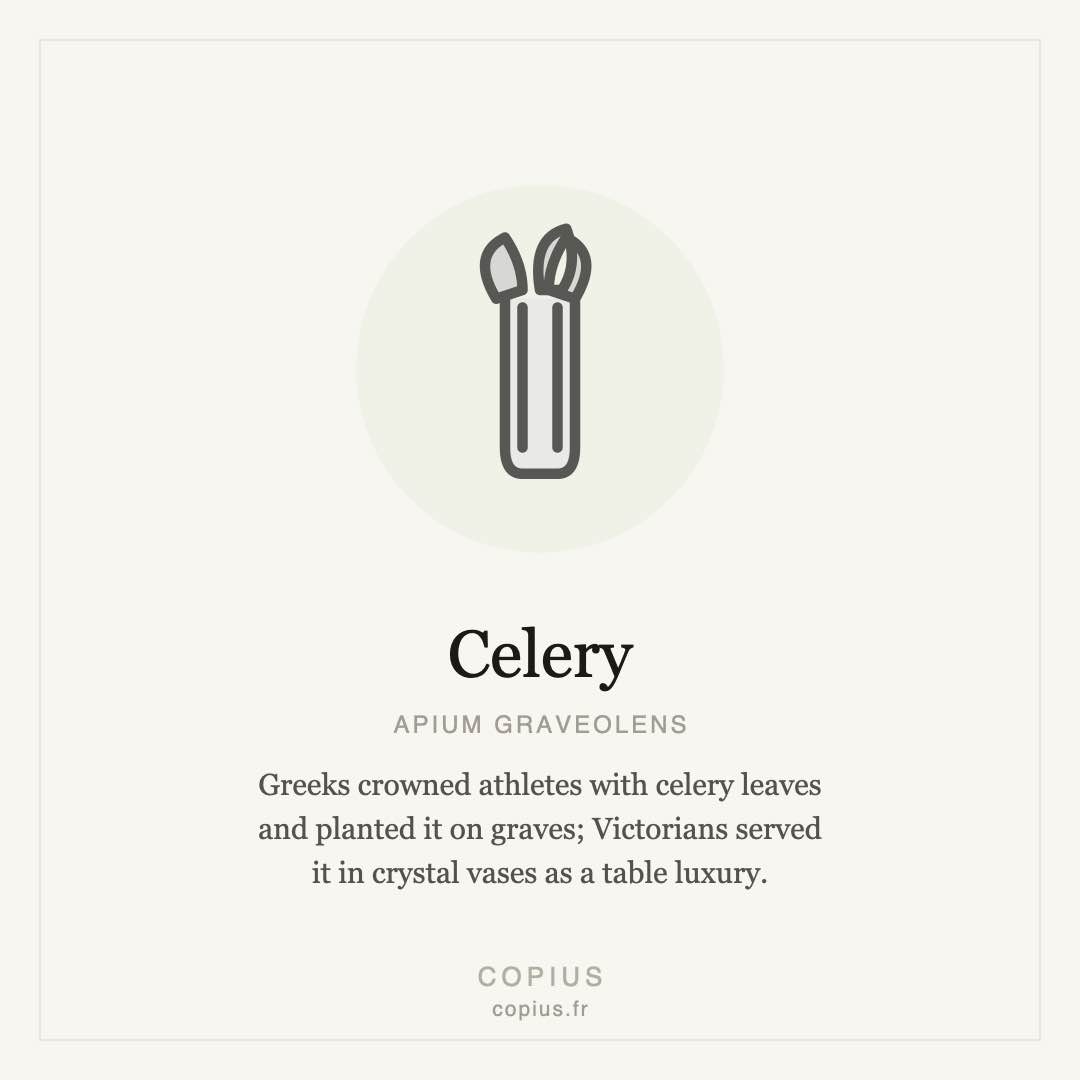 Celery
APIUM GRAVEOLENS
Greeks crowned athletes with celery leaves
and planted it on graves; Victorians served
it in crystal vases as a table luxury.
COPIUS
copius.fr